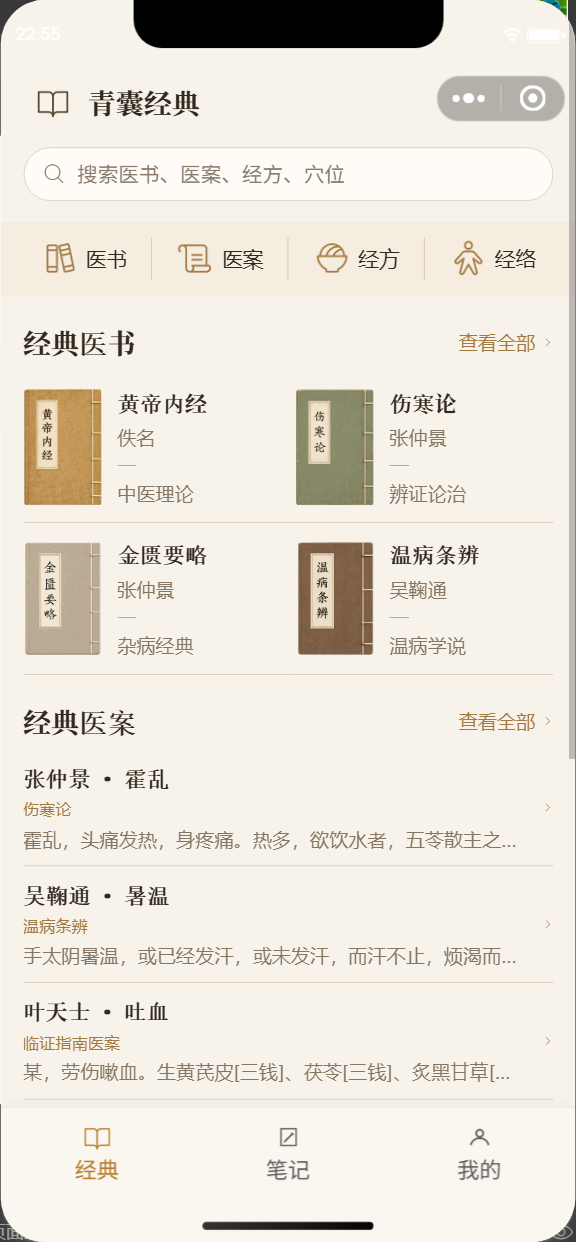 22:55
青囊经典
搜索医书、医案、经方、穴位
医书 医案 经方 经络
经典医书 查看全部
黄帝内经
黄帝内经
佚名
中医理论
伤寒论
伤寒论
张仲景
辨证论治
金匮要略
金匮要略
张仲景
杂病经典
温病条辨
温病条辨
吴鞠通
温病学说
经典医案 查看全部
张仲景 • 霍乱
伤寒论
霍乱，头痛发热，身疼痛。热多，欲饮水者，五苓散主之...
吴鞠通 • 暑温
温病条辨
手太阴暑温，或已经发汗，或未发汗，而汗不止，烦渴而...
叶天士 • 吐血
临证指南医案
某，劳伤嗽血。生黄芪皮[三钱]、茯苓[三钱]、炙黑甘草[...
经典 笔记 我的